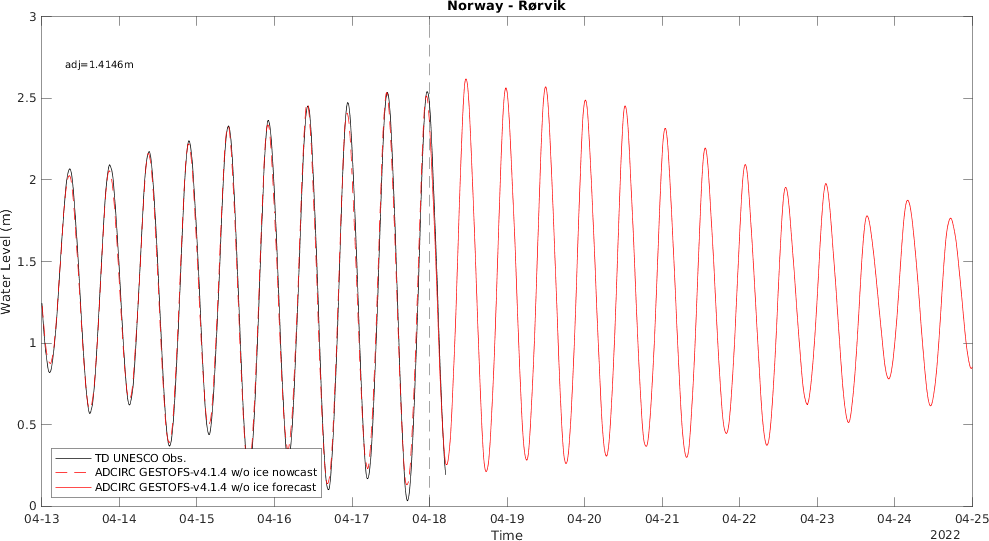 Norway - Rørvik
3
adj=1.4146m
2.5
2
1.5
1
0.5
0
Water Level (m)
TD UNESCO Obs.
ADCIRC GESTOFS-v4.1.4 w/o ice nowcast
ADCIRC GESTOFS-v4.1.4 w/o ice forecast
04-13 04-14 04-15 04-16 04-17 04-18 04-19 04-20 04-21 04-22 04-23 04-24 04-25
Time
2022